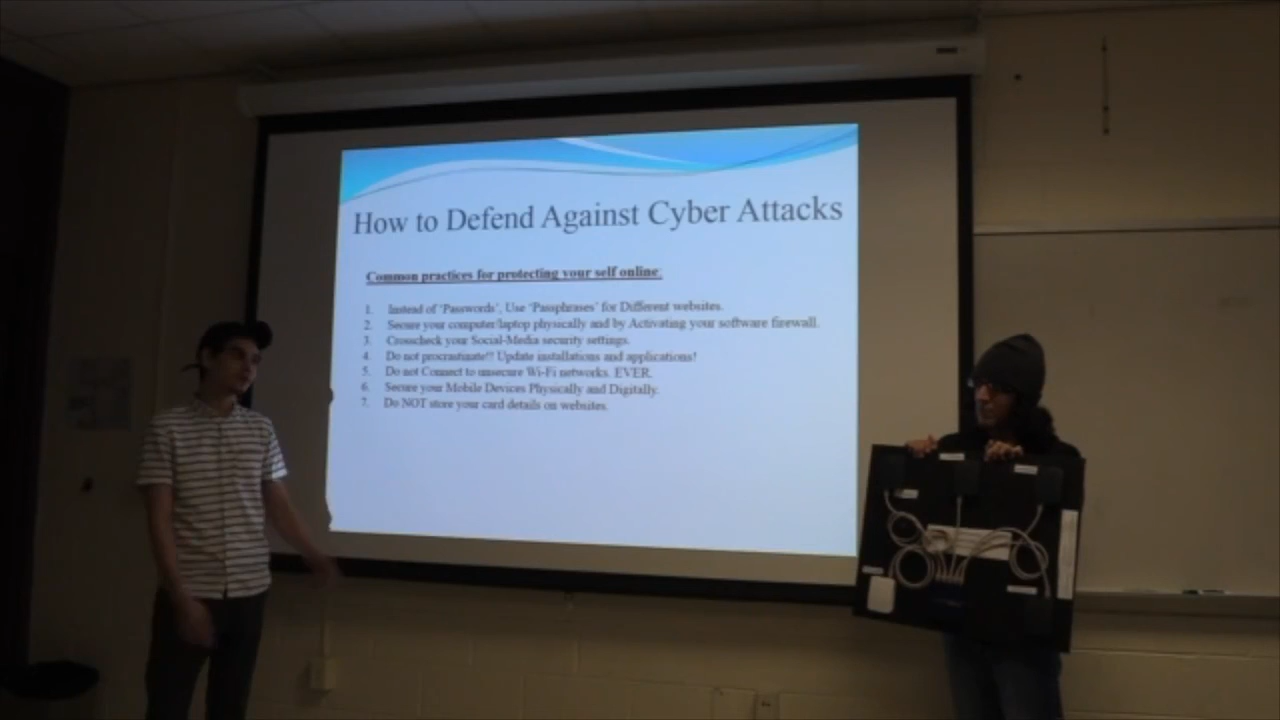 How to Defend Against Cyber Attacks
Common practices for protecting your self online.
1. Instead of 'Passwords', Use 'Passphrases' for Different websites.
2. Secure your computer/laptop physically and by Activating your software firewall.
3. Crosscheck your Social-Media security settings.
4. Do not procrastinate!! Update installations and applications!
5. Do not Connect to unsecure Wi-Fi networks. EVER.
6. Secure your Mobile Devices Physically and Digitally.
7. Do NOT store your card details on websites.